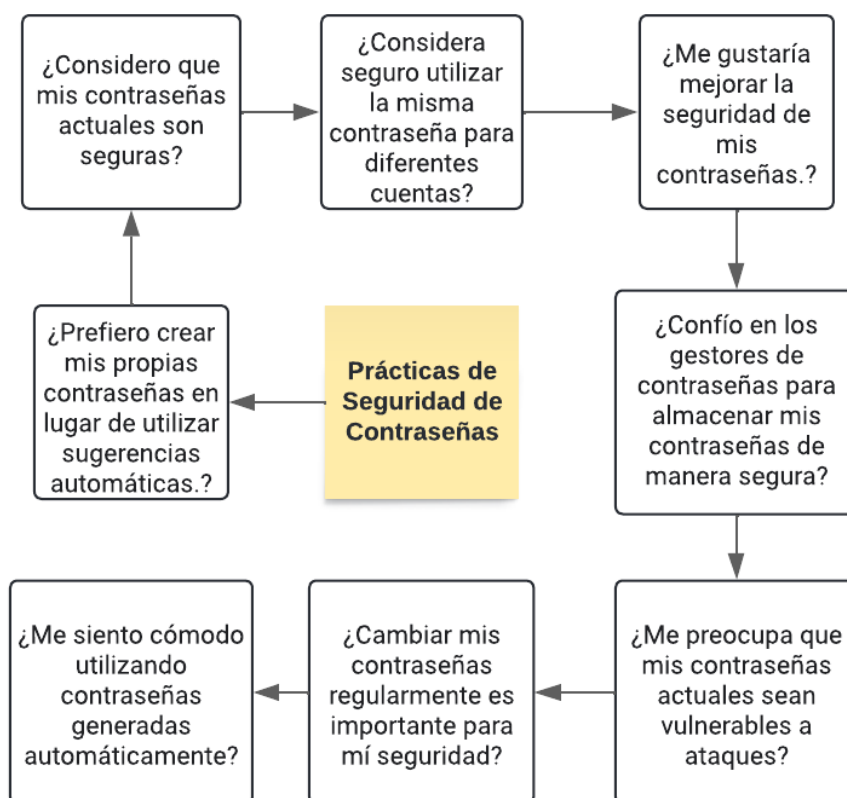 ¿Considero que
mis contraseñas
actuales son
seguras?
¿Considera
seguro utilizar
la misma
contraseña para
diferentes
cuentas?
¿Me gustaría
mejorar la
seguridad de
mis
contraseñas.?
¿Prefiero crear
mis propias
contraseñas en
lugar de utilizar
sugerencias
automáticas.?
Prácticas de
Seguridad de
Contraseñas
¿Confío en los
gestores de
contraseñas para
almacenar mis
contraseñas de
manera segura?
¿Me siento cómodo
utilizando
contraseñas
generadas
automáticamente?
¿Cambiar mis
contraseñas
regularmente es
importante para
mí seguridad?
¿Me preocupa que
mis contraseñas
actuales sean
vulnerables a
ataques?